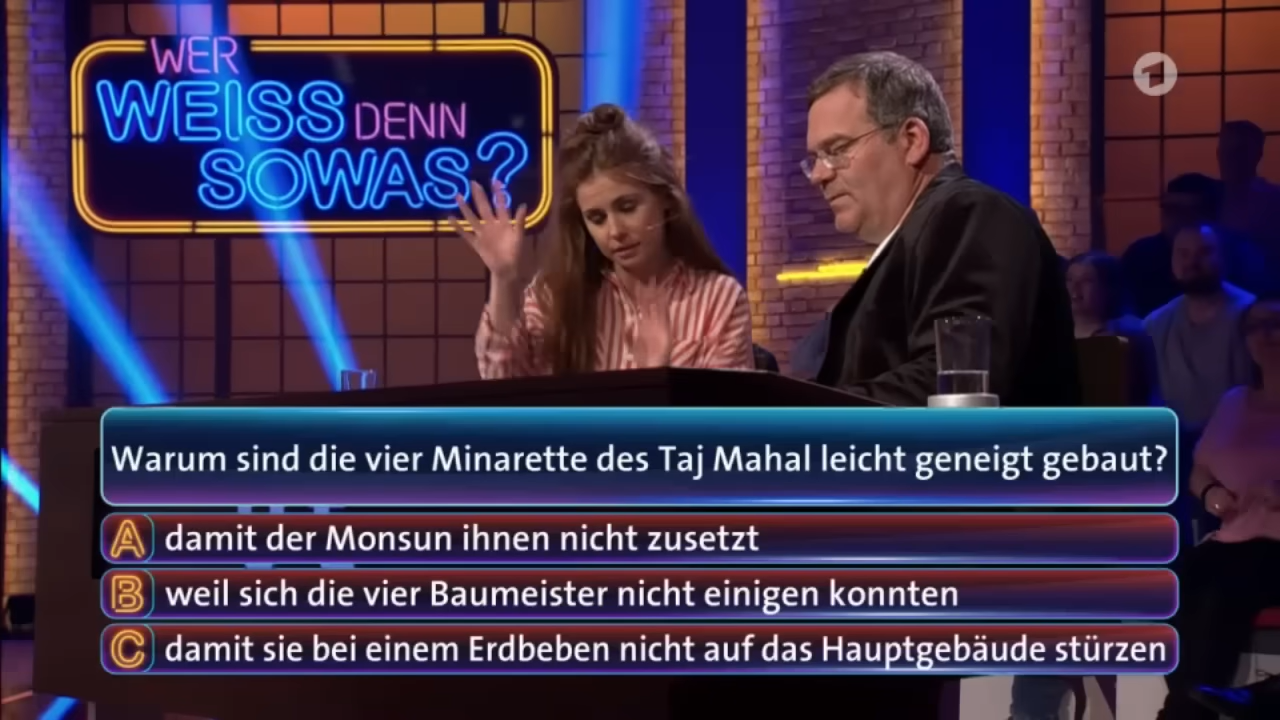 WER
WEISS DENN
SOWAS?
1
Warum sind die vier Minarette des Taj Mahal leicht geneigt gebaut?
A damit der Monsun ihnen nicht zusetzt
B weil sich die vier Baumeister nicht einigen konnten
C damit sie bei einem Erdbeben nicht auf das Hauptgebäude stürzen